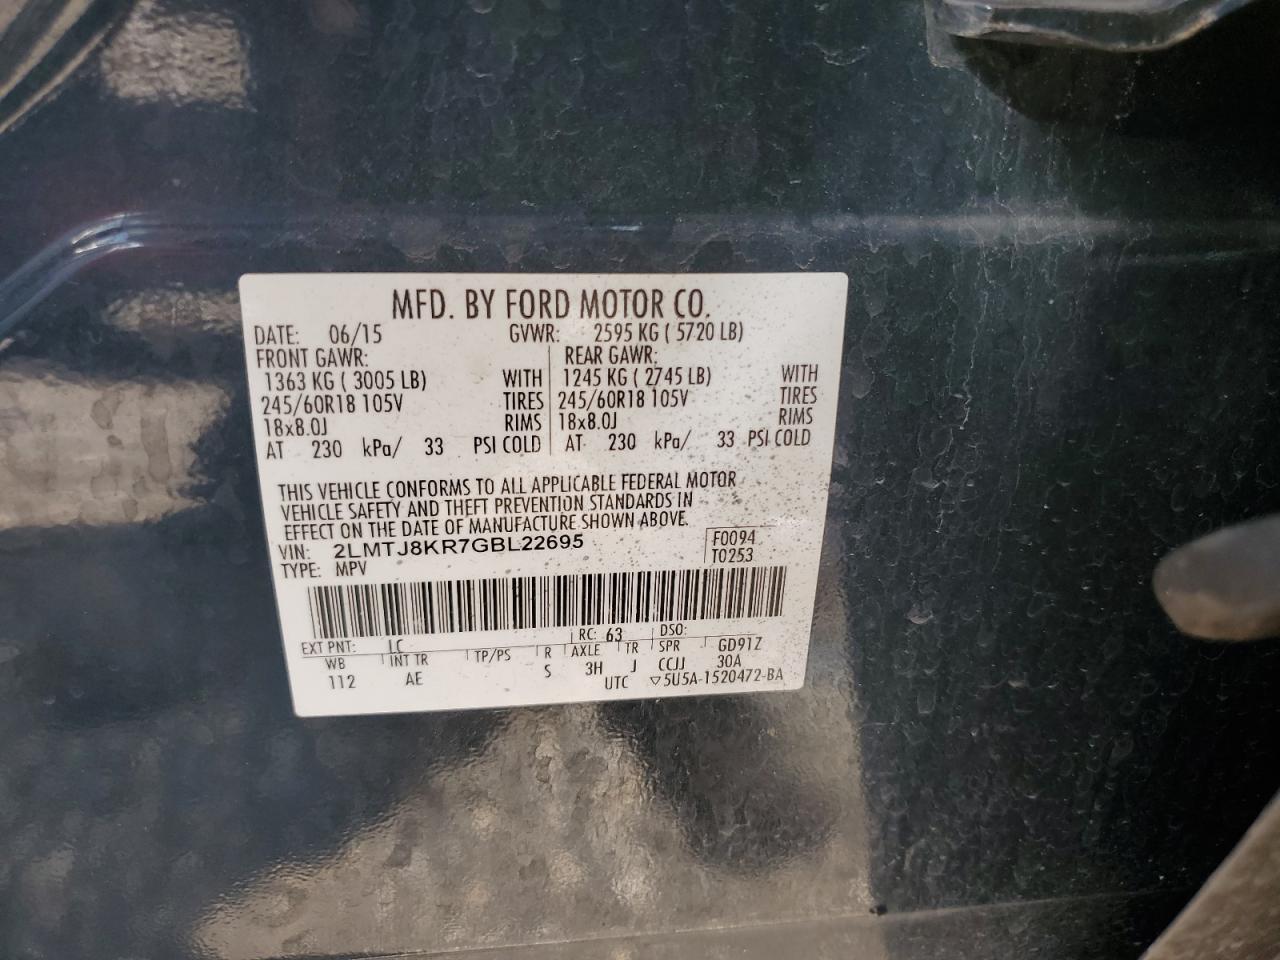 MFD. BY FORD MOTOR CO.
DATE: 06/15 GVWR: 2595 KG ( 5720 LB)
FRONT GAWR: REAR GAWR:
1363 KG ( 3005 LB) WITH 1245 KG ( 2745 LB) WITH
245/60R18 105V TIRES 245/60R18 105V TIRES
18x8.0J RIMS 18x8.0J RIMS
AT 230 kPa/ 33 PSI COLD AT 230 kPa/ 33 PSI COLD
THIS VEHICLE CONFORMS TO ALL APPLICABLE FEDERAL MOTOR
VEHICLE SAFETY AND THEFT PREVENTION STANDARDS IN
EFFECT ON THE DATE OF MANUFACTURE SHOWN ABOVE.
VIN: 2LMTJ8KR7GBL22695 F0094
TYPE: MPV T0253
EXT PNT: LC RC: 63 DSO:
WB INT TR TP/PS R AXLE TR SPR GD91Z
112 AE S 3H J CCJJ 30A
UTC ▽5U5A-1520472-BA